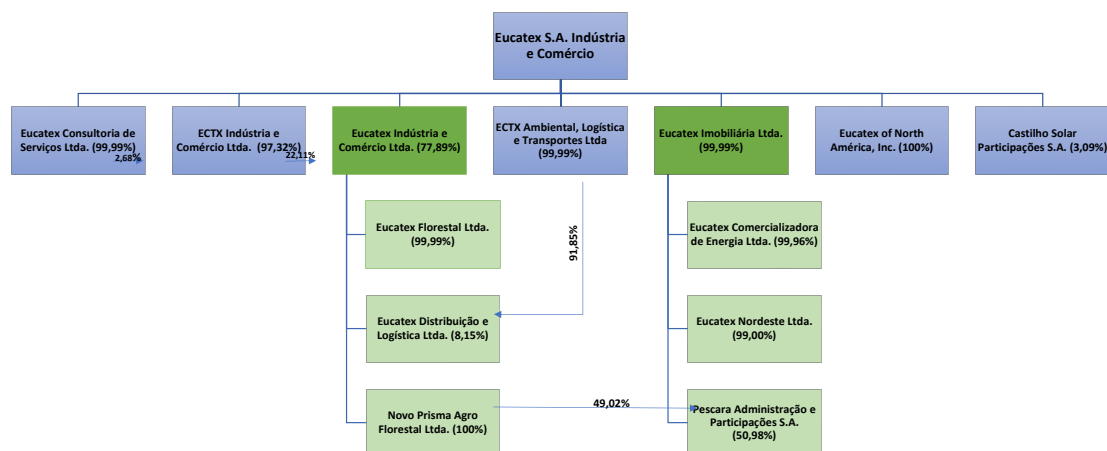 Eucatex S.A. Indústria
e Comércio
Eucatex Consultoria de
Serviços Ltda. (99,99%)
2,68%
ECTX Indústria e
Comércio Ltda. (97,32%)
22,11%
Eucatex Indústria e
Comércio Ltda. (77,89%)
ECTX Ambiental, Logística
e Transportes Ltda
(99,99%)
Eucatex Imobiliária Ltda.
(99,99%)
Eucatex of North
América, Inc. (100%)
Castilho Solar
Participações S.A. (3,09%)
Eucatex Florestal Ltda.
(99,99%)
91,85%
Eucatex Comercializadora
de Energia Ltda. (99,96%)
Eucatex Distribuição e
Logística Ltda. (8,15%)
Eucatex Nordeste Ltda.
(99,00%)
Novo Prisma Agro
Florestal Ltda. (100%)
49,02%
Pescara Administração e
Participações S.A.
(50,98%)